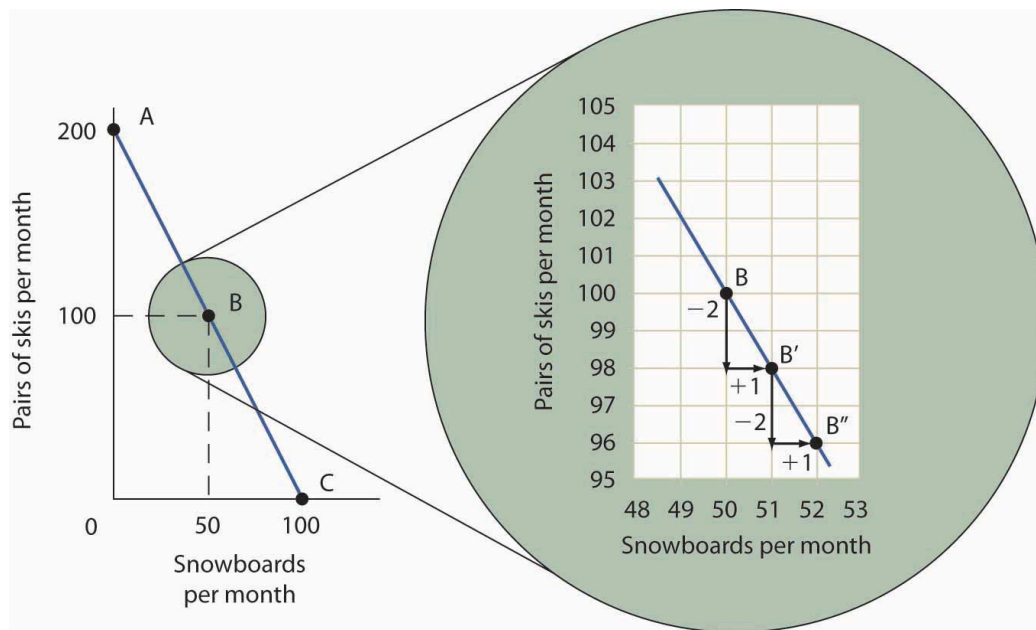 Pairs of skis per month
200
100
0
50
100
Snowboards
per month
A
B
C
Pairs of skis per month
105
104
103
102
101
100
99
98
97
96
95
48 49 50 51 52 53
Snowboards per month
B
−2
B′
+1
−2
B″
+1